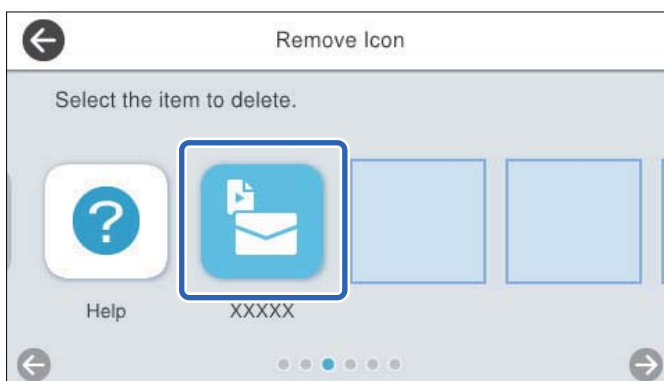 Remove Icon
Select the item to delete.
?
Help
XXXXX